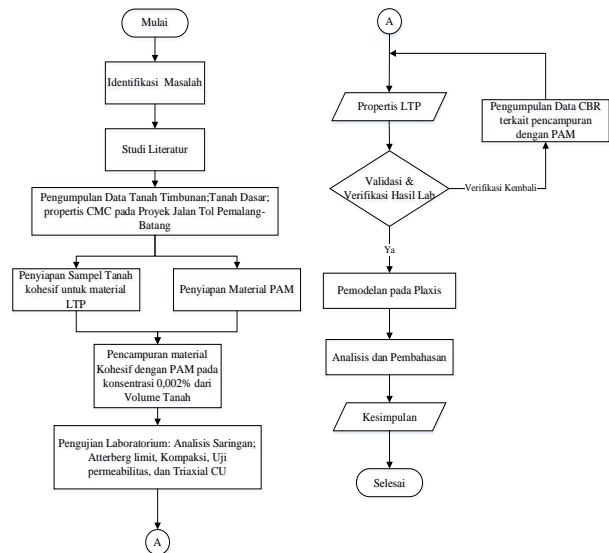 Mulai
Identifikasi Masalah
Studi Literatur
Pengumpulan Data Tanah Timbunan;Tanah Dasar;
propertis CMC pada Proyek Jalan Tol Pemalang-
Batang
Penyiapan Sampel Tanah
kohesif untuk material
LTP
Penyiapan Material PAM
Pencampuran material
Kohesif dengan PAM pada
konsentrasi 0,002% dari
Volume Tanah
Pengujian Laboratorium: Analisis Saringan;
Atterberg limit, Kompaksi, Uji
permeabilitas, dan Triaxial CU
A
A
Propertis LTP
Pengumpulan Data CBR
terkait pencampuran
dengan PAM
Validasi &
Verifikasi Hasil Lab
Verifikasi Kembali
Ya
Pemodelan pada Plaxis
Analisis dan Pembahasan
Kesimpulan
Selesai